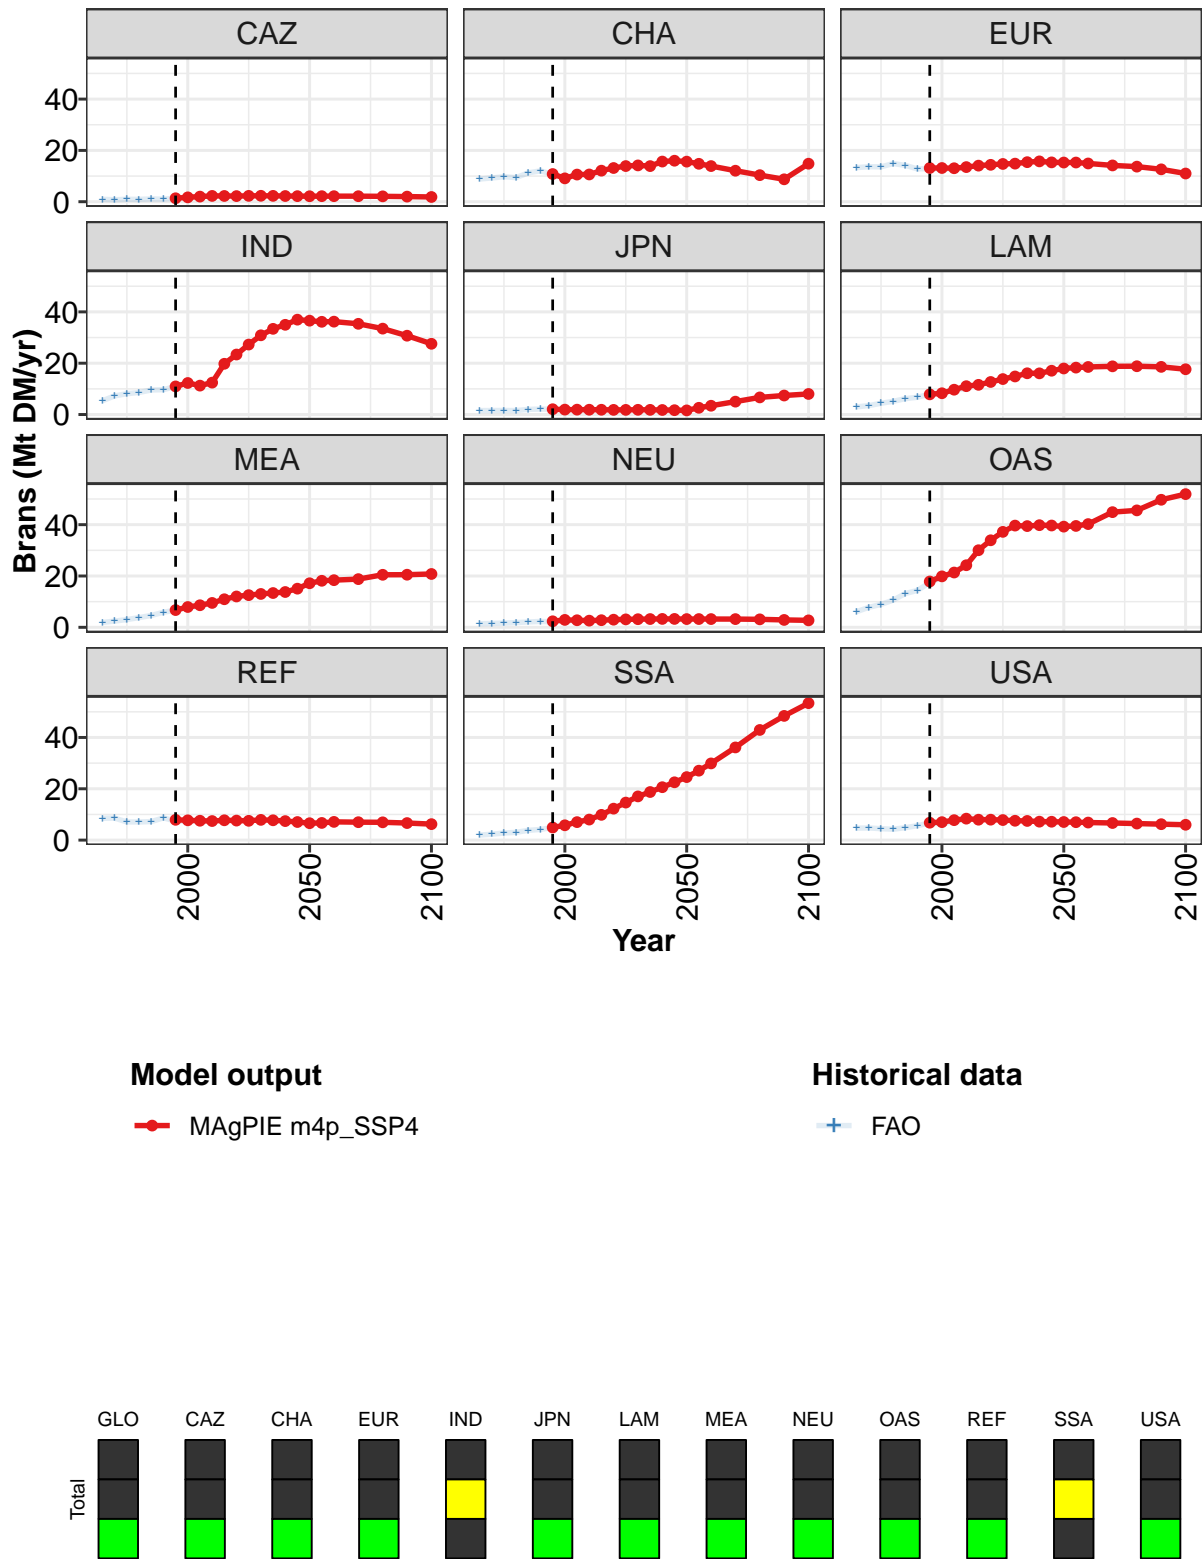 CAZ CHA EUR
40
20
0
IND JPN LAM
40
20
0
MEA NEU OAS
40
20
0
REF SSA USA
40
20
0
Brans (Mt DM/yr)
2000 2050 2100 2000 2050 2100 2000 2050 2100
Year
Model output Historical data
MAgPIE m4p_SSP4 FAO
GLO CAZ CHA EUR IND JPN LAM MEA NEU OAS REF SSA USA
Total